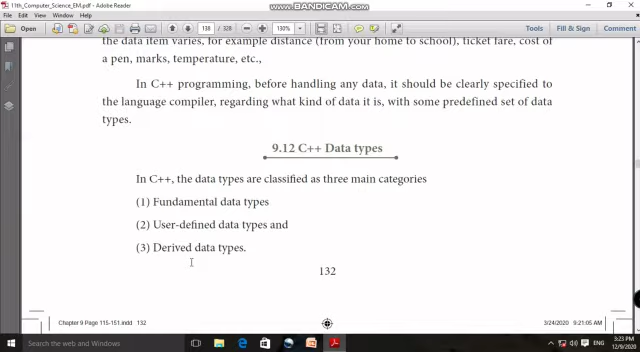 11th_Computer_Science_EM.pdf - Adobe Reader
WWW.BANDICAM.COM
File Edit View Window Help
Open 138 / 328 130% Tools Fill & Sign Comment
the data item varies, for example distance (from your home to school), ticket fare, cost of
a pen, marks, temperature, etc.,
In C++ programming, before handling any data, it should be clearly specified to
the language compiler, regarding what kind of data it is, with some predefined set of data
types.
9.12 C++ Data types
In C++, the data types are classified as three main categories
(1) Fundamental data types
(2) User-defined data types and
(3) Derived data types.
132
Chapter 9 Page 115-151.indd 132 3/24/2020 9:21:05 AM
Search the web and Windows
ENG
3:23 PM
12/9/2020